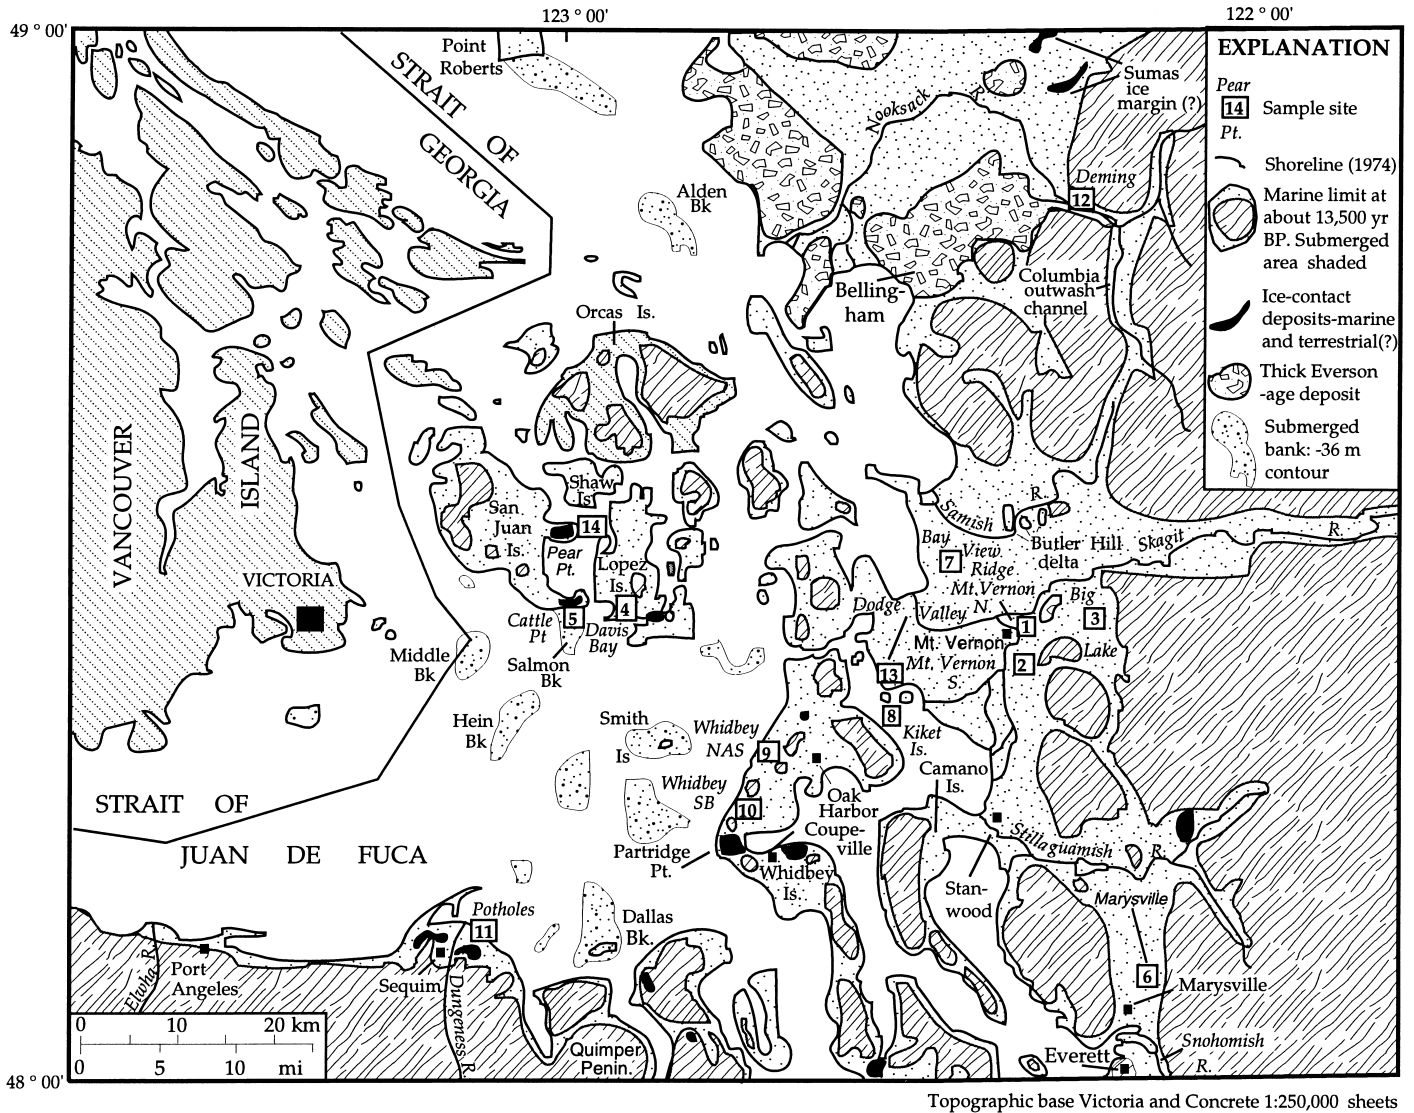 123 ° 00'
122 ° 00'
49 ° 00'
Point
Roberts
STRAIT
OF
GEORGIA
Nooksack
R.
Sumas
ice
margin (?)
EXPLANATION
Pear
14
Pt.
Sample site
Shoreline (1974)
Marine limit at
about 13,500 yr
BP. Submerged
area shaded
Ice-contact
deposits-marine
and terrestrial(?)
Thick Everson
-age deposit
Submerged
bank: -36 m
contour
Alden
Bk
Deming
12
Belling-
ham
Columbia
outwash
channel
Orcas Is.
VANCOUVER
ISLAND
VICTORIA
San
Juan
Is.
Shaw
Is
14
Pear
Pt.
Lopez
Is.
4
5
Cattle
Pt
Davis
Bay
Salmon
Bk
Middle
Bk
Hein
Bk
Smith
Is
Samish
R.
Bay
View
Ridge
7
Butler Hill
delta
Skagit
R.
Mt.Vernon
N.
1
Big
3
Lake
Dodge
Valley
Mt. Vernon
Mt. Vernon
S.
2
13
8
Kiket
Is.
Whidbey
NAS
9
Whidbey
SB
10
Oak
Harbor
Coupe-
ville
Partridge
Pt.
Whidbey
Is.
Camano
Is.
Stillaguamish
R.
Stan-
wood
Marysville
6
Marysville
Snohomish
R.
Everett
STRAIT OF
JUAN DE FUCA
Potholes
11
Dallas
Bk.
Elwha R.
Port
Angeles
Sequim
Dungeness R.
Quimper
Penin.
0 10 20 km
0 5 10 mi
48 ° 00'
Topographic base Victoria and Concrete 1:250,000 sheets